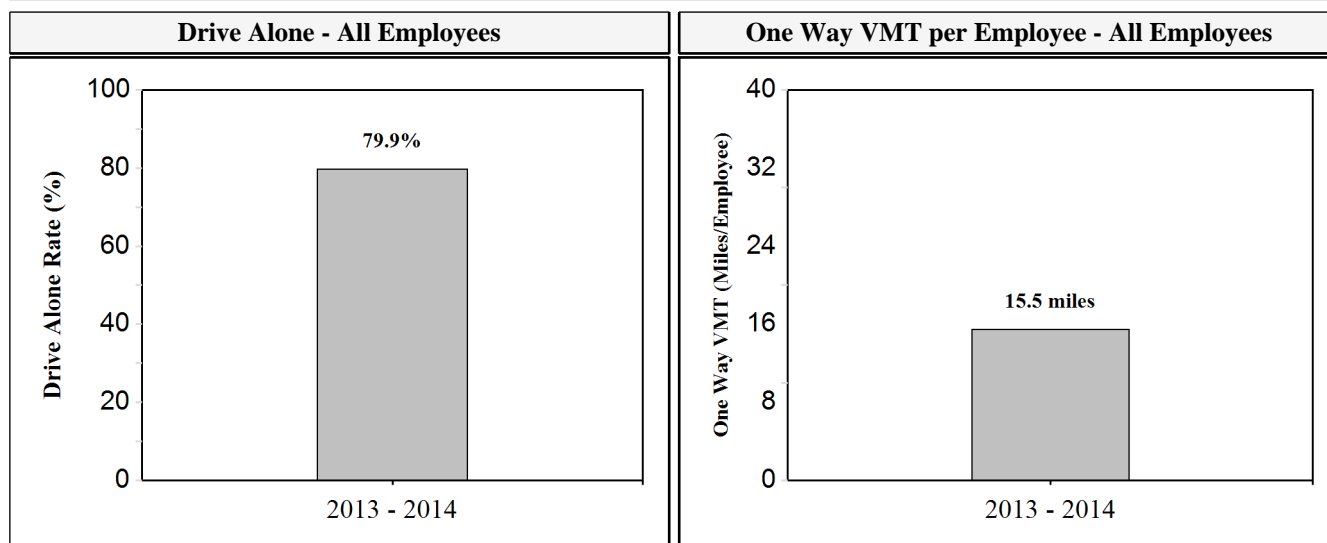 Drive Alone - All Employees
One Way VMT per Employee - All Employees
Drive Alone Rate (%)
100
80
60
40
20
0
79.9%
2013 - 2014
One Way VMT (Miles/Employee)
40
32
24
16
8
0
15.5 miles
2013 - 2014